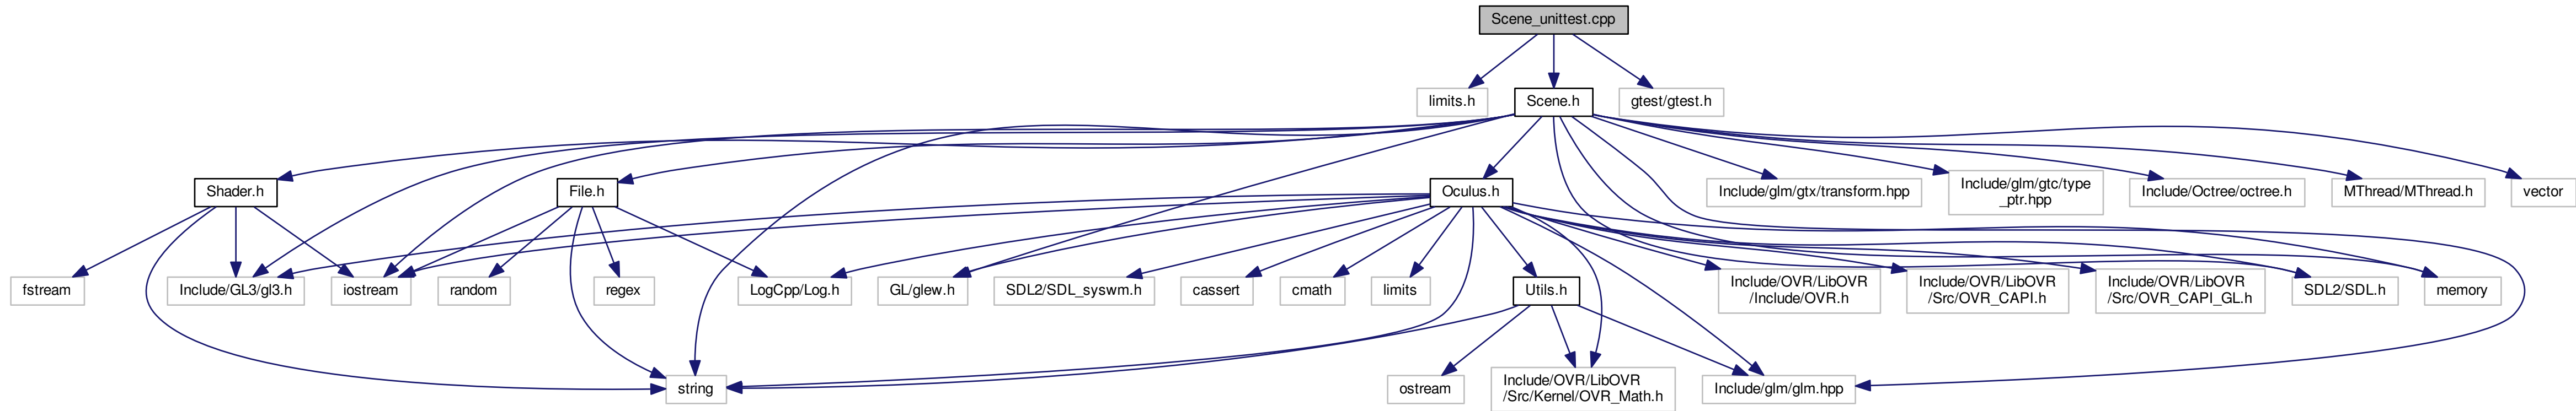 Scene_unittest.cpp
limits.h
Scene.h
gtest/gtest.h
Shader.h
File.h
Oculus.h
Include/glm/gtx/transform.hpp
Include/glm/gtc/type
_ptr.hpp
Include/Octree/octree.h
MThread/MThread.h
vector
fstream
Include/GL3/gl3.h
iostream
random
regex
LogCpp/Log.h
GL/glew.h
SDL2/SDL_syswm.h
cassert
cmath
limits
Utils.h
Include/OVR/LibOVR
/Include/OVR.h
Include/OVR/LibOVR
/Src/OVR_CAPI.h
Include/OVR/LibOVR
/Src/OVR_CAPI_GL.h
SDL2/SDL.h
memory
string
ostream
Include/OVR/LibOVR
/Src/Kernel/OVR_Math.h
Include/glm/glm.hpp